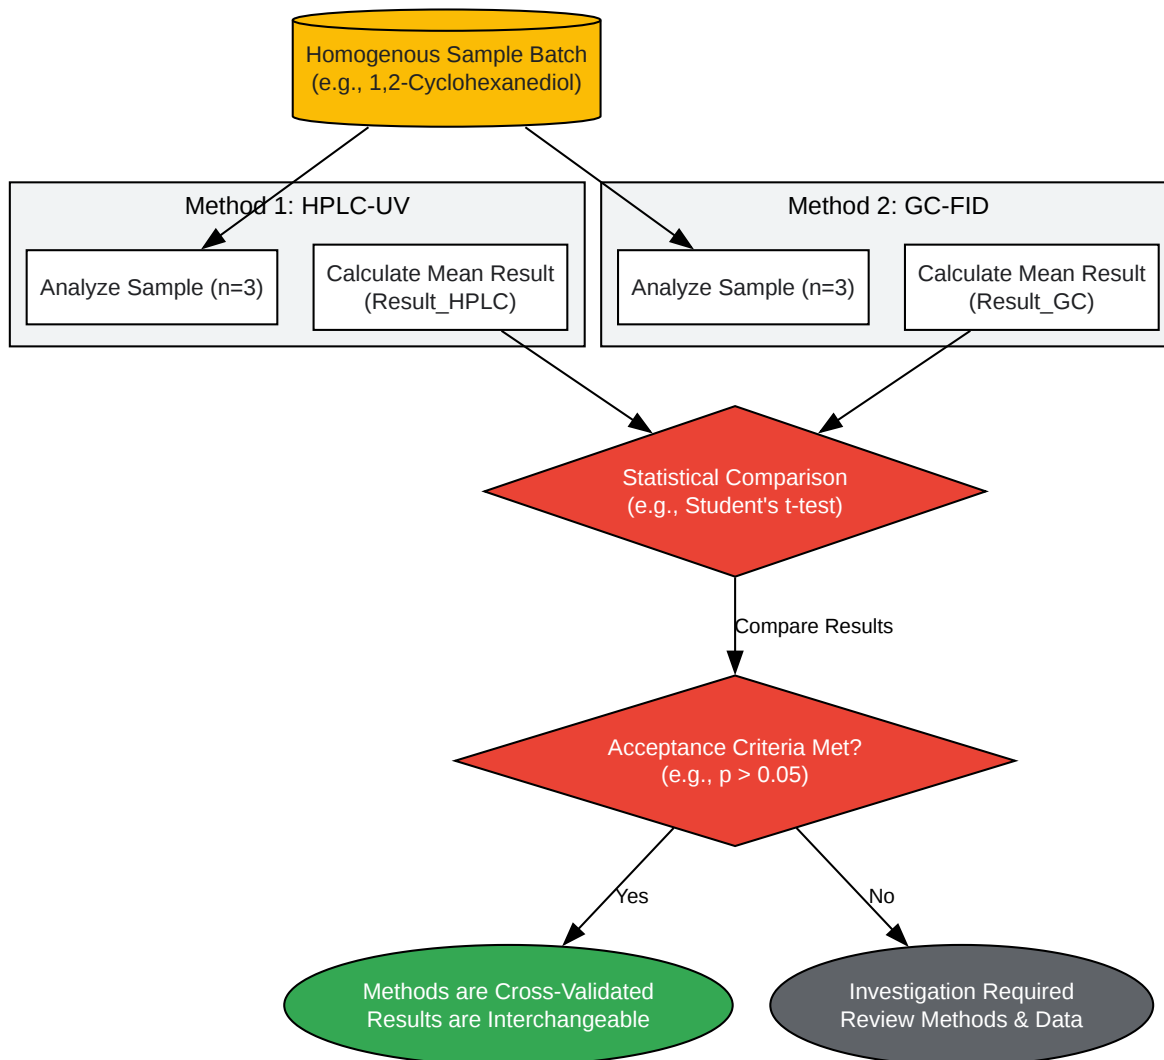 Homogenous Sample Batch
(e.g., 1,2-Cyclohexanediol)
Method 1: HPLC-UV
Analyze Sample (n=3)
Calculate Mean Result
(Result_HPLC)
Method 2: GC-FID
Analyze Sample (n=3)
Calculate Mean Result
(Result_GC)
Statistical Comparison
(e.g., Student's t-test)
Compare Results
Acceptance Criteria Met?
(e.g., p > 0.05)
Yes
No
Methods are Cross-Validated
Results are Interchangeable
Investigation Required
Review Methods & Data